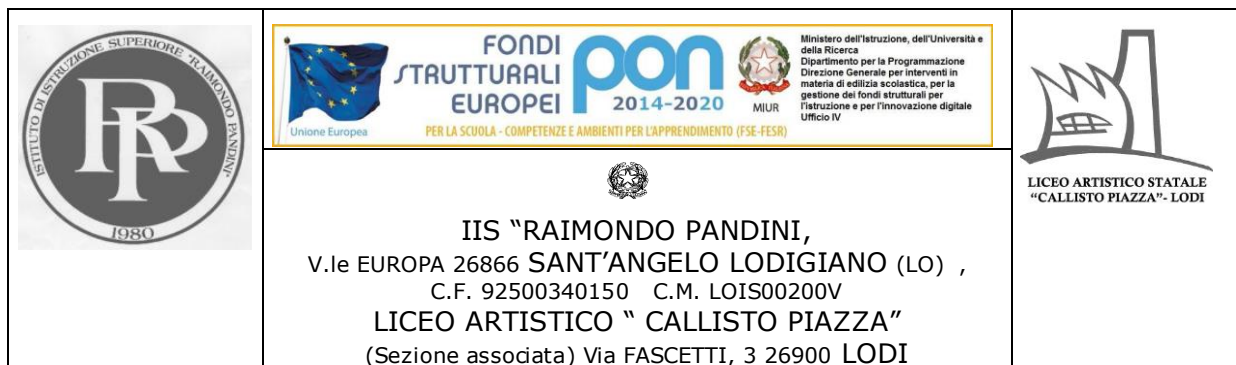 ISTITUTO DI ISTRUZIONE SUPERIORE "RAIMONDO PANDINI"
1980
Unione Europea
FONDI
STRUTTURALI
EUROPEI
pon
2014-2020
MIUR
Ministero dell'Istruzione, dell'Università e
della Ricerca
Dipartimento per la Programmazione
Direzione Generale per interventi in
materia di edilizia scolastica, per la
gestione dei fondi strutturali per
l'istruzione e per l'innovazione digitale
Ufficio IV
PER LA SCUOLA - COMPETENZE E AMBIENTI PER L'APPRENDIMENTO (FSE-FESR)
LICEO ARTISTICO STATALE
"CALLISTO PIAZZA"- LODI
IIS “RAIMONDO PANDINI,
V.le EUROPA 26866 SANT’ANGELO LODIGIANO (LO) ,
C.F. 92500340150 C.M. LOIS00200V
LICEO ARTISTICO “ CALLISTO PIAZZA”
(Sezione associata) Via FASCETTI, 3 26900 LODI